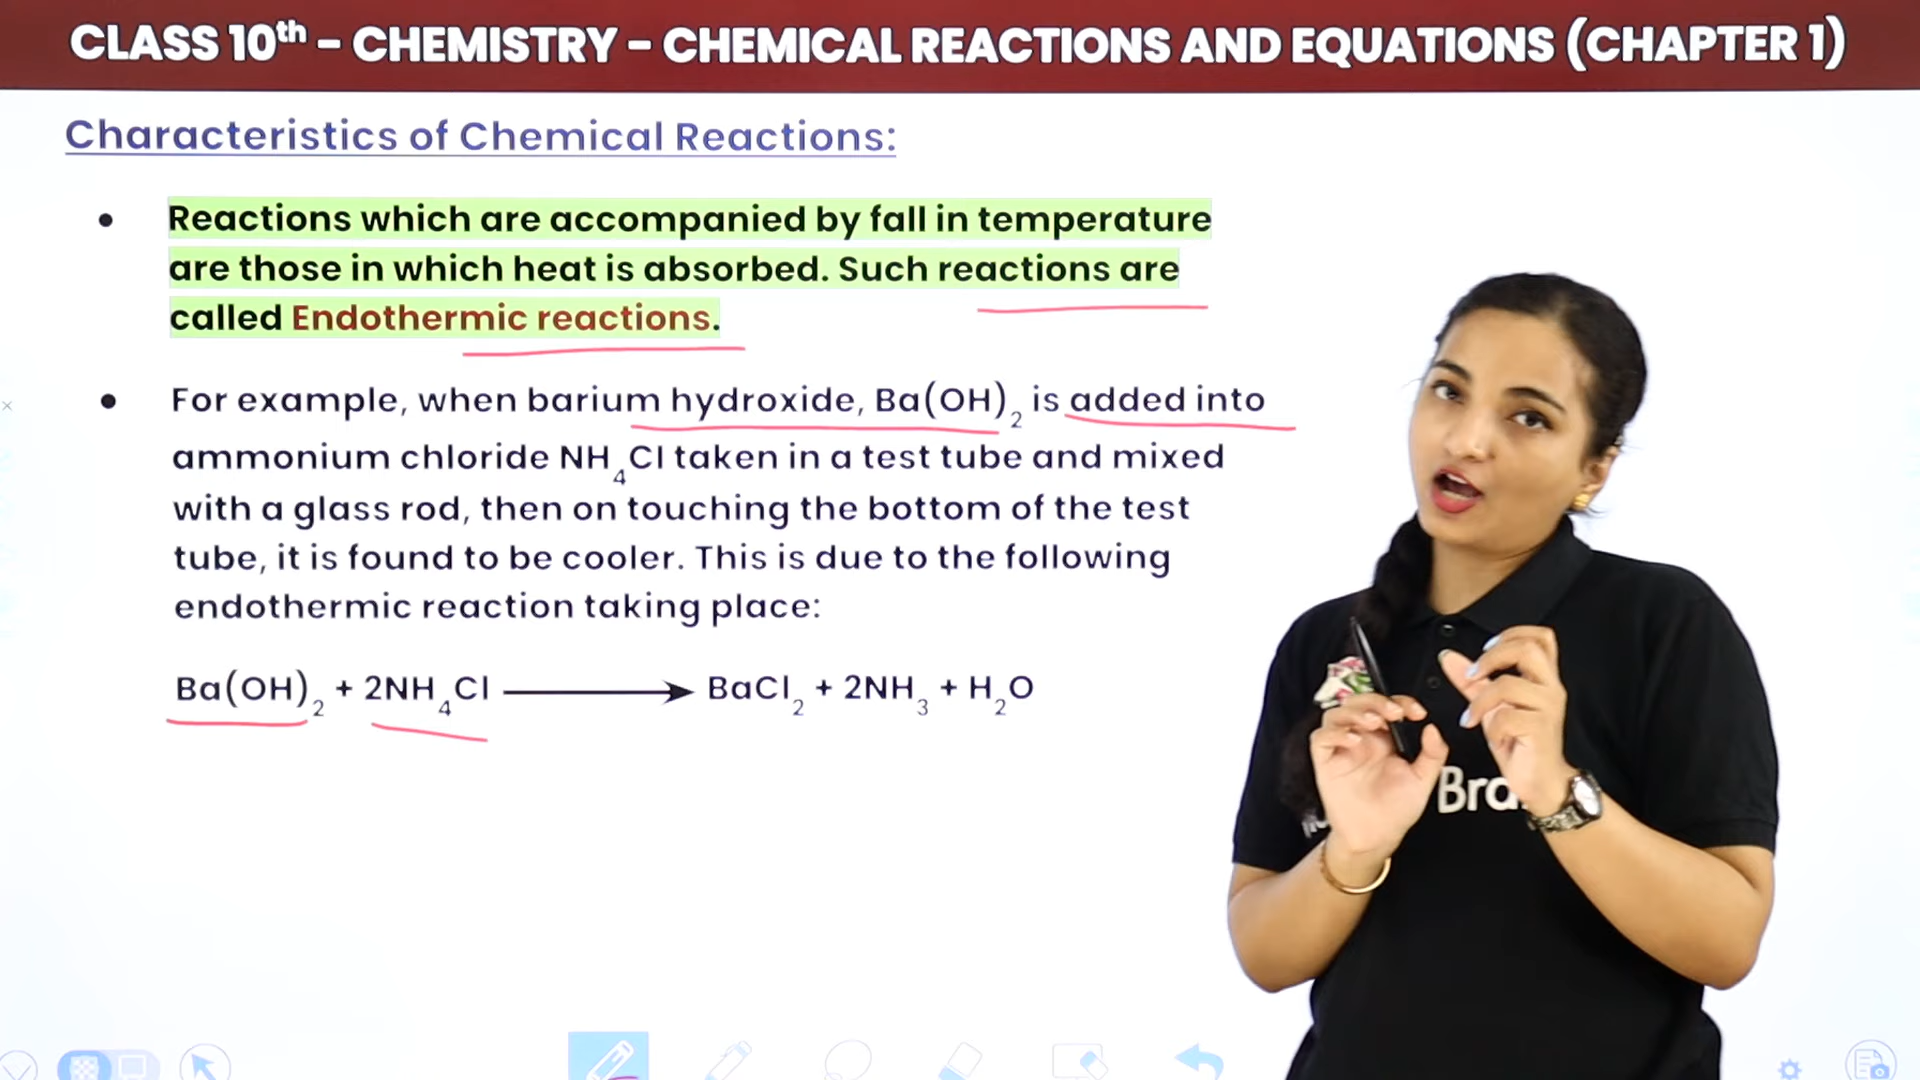 CLASS 10th - CHEMISTRY - CHEMICAL REACTIONS AND EQUATIONS (CHAPTER 1)
Characteristics of Chemical Reactions:
• Reactions which are accompanied by fall in temperature
are those in which heat is absorbed. Such reactions are
called Endothermic reactions.
• For example, when barium hydroxide, Ba(OH)₂ is added into
ammonium chloride NH₄Cl taken in a test tube and mixed
with a glass rod, then on touching the bottom of the test
tube, it is found to be cooler. This is due to the following
endothermic reaction taking place:
Ba(OH)₂ + 2NH₄Cl ⟶ BaCl₂ + 2NH₃ + H₂O